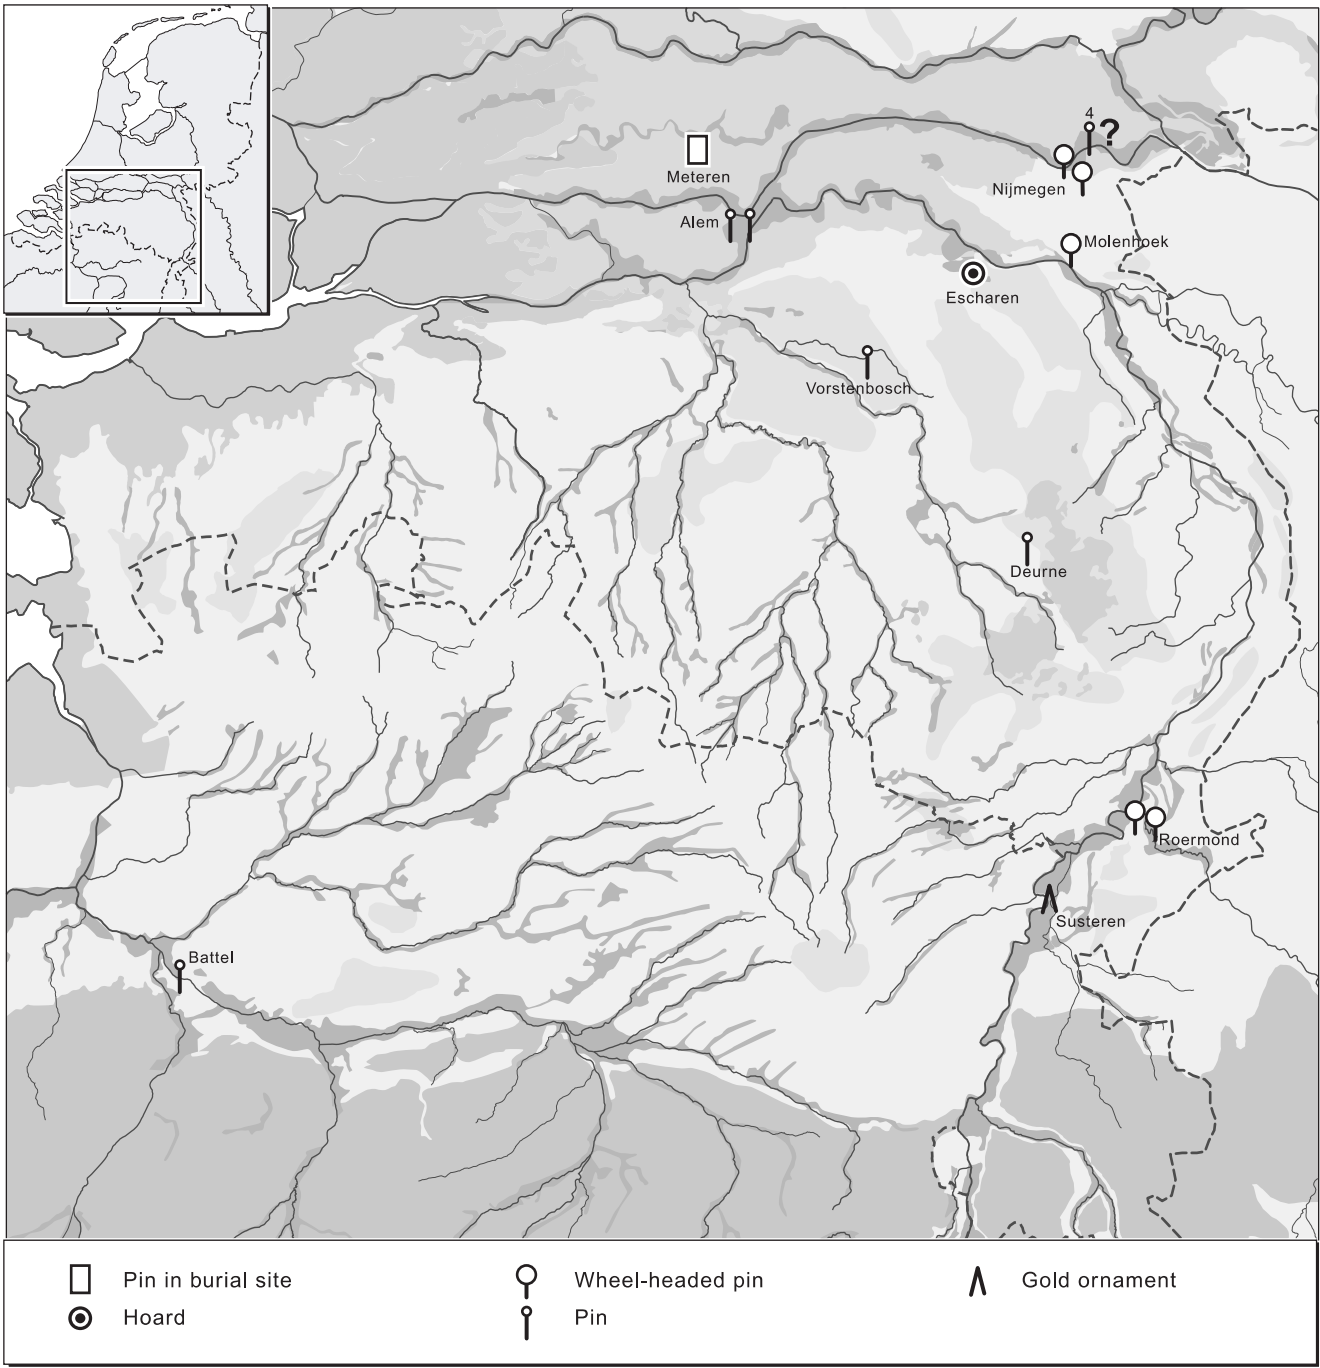 4
?
Meteren
Nijmegen
Alem
Molenhoek
Escharen
Vorstenbosch
Deurne
Roermond
Susteren
Battel
Pin in burial site
Wheel-headed pin
Gold ornament
Hoard
Pin